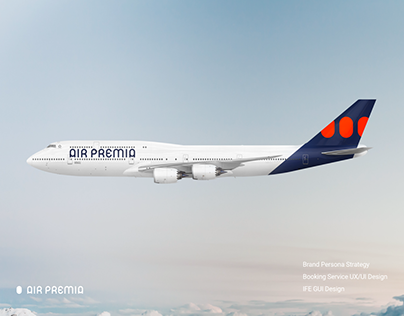 AIR PREMIA
Brand Persona Strategy
Booking Service UX/UI Design
IFE GUI Design
AIR PREMIA